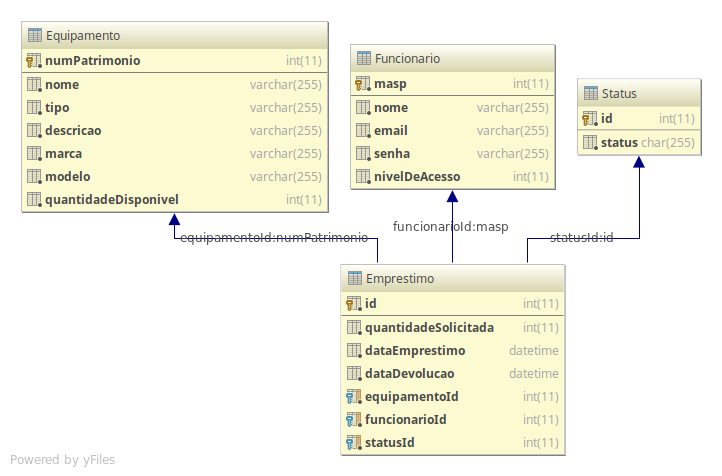 Equipamento
numPatrimonio int(11)
nome varchar(255)
tipo varchar(255)
descricao varchar(255)
marca varchar(255)
modelo varchar(255)
quantidadeDisponivel int(11)
Funcionario
masp int(11)
nome varchar(255)
email varchar(255)
senha varchar(255)
nivelDeAcesso int(11)
Status
id int(11)
status char(255)
equipamentoId:numPatrimonio
funcionarioId:masp
statusId:id
Emprestimo
id int(11)
quantidadeSolicitada int(11)
dataEmprestimo datetime
dataDevolucao datetime
equipamentoId int(11)
funcionarioId int(11)
statusId int(11)
Powered by yFiles